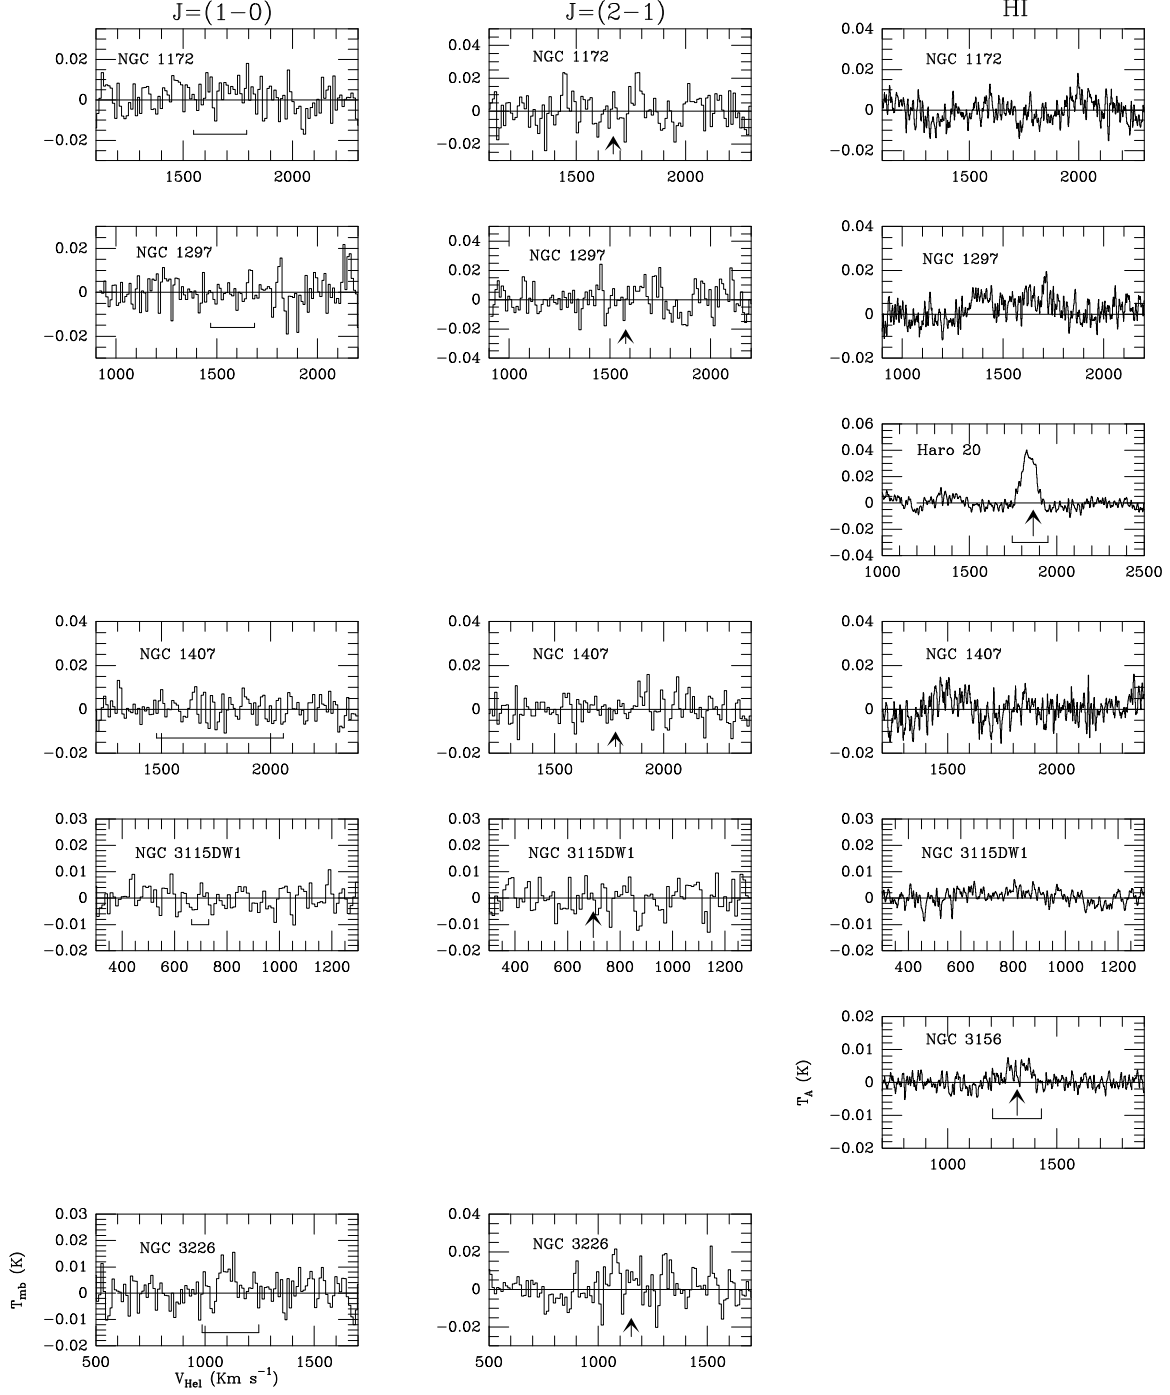 J=(1−0) J=(2−1) HI
NGC 1172 NGC 1172 NGC 1172
0.02 0.04 0.04
0 0.02 0.02
−0.02 0 0
−0.02 −0.02
1500 2000 1500 2000 1500 2000
NGC 1297 NGC 1297 NGC 1297
0.02 0.04 0.04
0 0.02 0.02
−0.02 0 0
−0.02 −0.02
−0.04
1000 1500 2000 1000 1500 2000 1000 1500 2000
Haro 20
0.06
0.04
0.02
0
−0.02
−0.04
1000 1500 2000 2500
NGC 1407 NGC 1407 NGC 1407
0.04 0.04 0.04
0.02 0.02 0.02
0 0 0
−0.02 −0.02 −0.02
1500 2000 1500 2000 1500 2000
NGC 3115DW1 NGC 3115DW1 NGC 3115DW1
0.03 0.03 0.03
0.02 0.02 0.02
0.01 0.01 0.01
0 0 0
−0.01 −0.01 −0.01
−0.02 −0.02 −0.02
400 600 800 1000 1200 400 600 800 1000 1200 400 600 800 1000 1200
NGC 3156
0.02
0.01
0
−0.01
−0.02
T_A (K)
1000 1500
NGC 3226 NGC 3226
0.03 0.04
0.02 0.02
0.01 0
0 −0.02
−0.01
−0.02
T_mb (K)
500 1000 1500 500 1000 1500
V_Hel (Km s⁻¹)